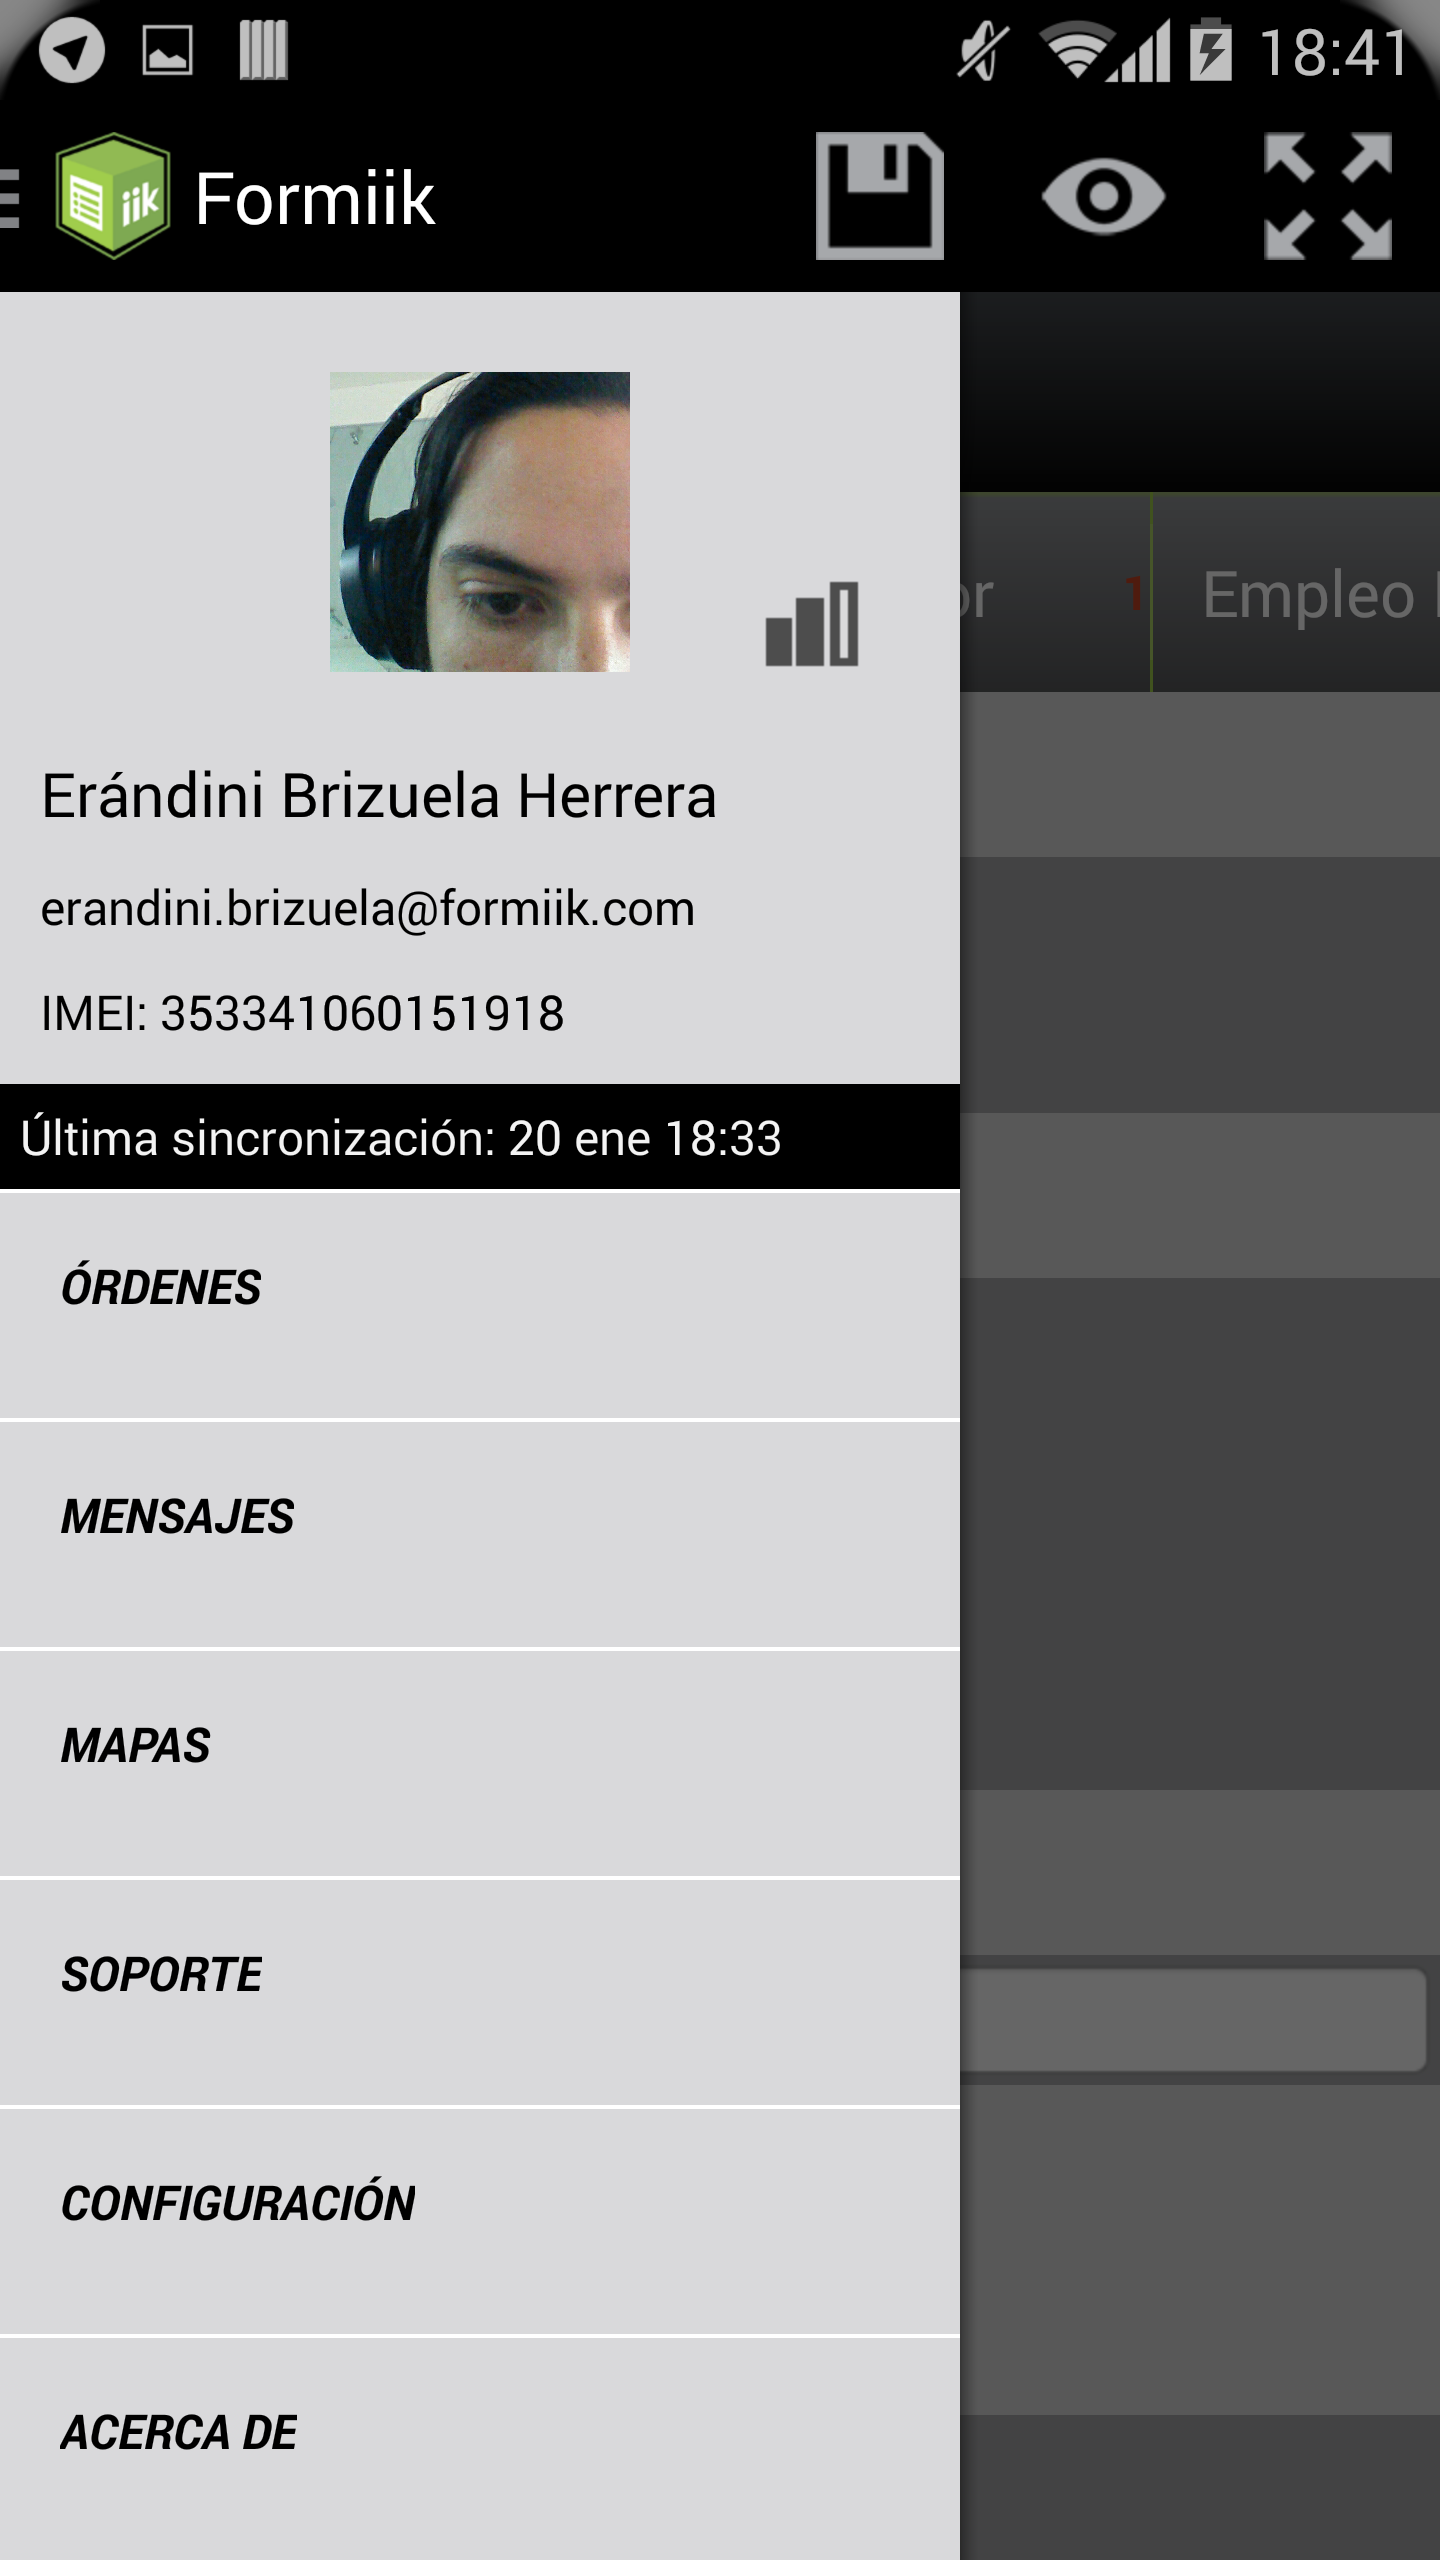 18:41
iik
Formiik
or
1
Empleo
Erándini Brizuela Herrera
erandini.brizuela@formiik.com
IMEI: 353341060151918
Última sincronización: 20 ene 18:33
ÓRDENES
MENSAJES
MAPAS
SOPORTE
CONFIGURACIÓN
ACERCA DE